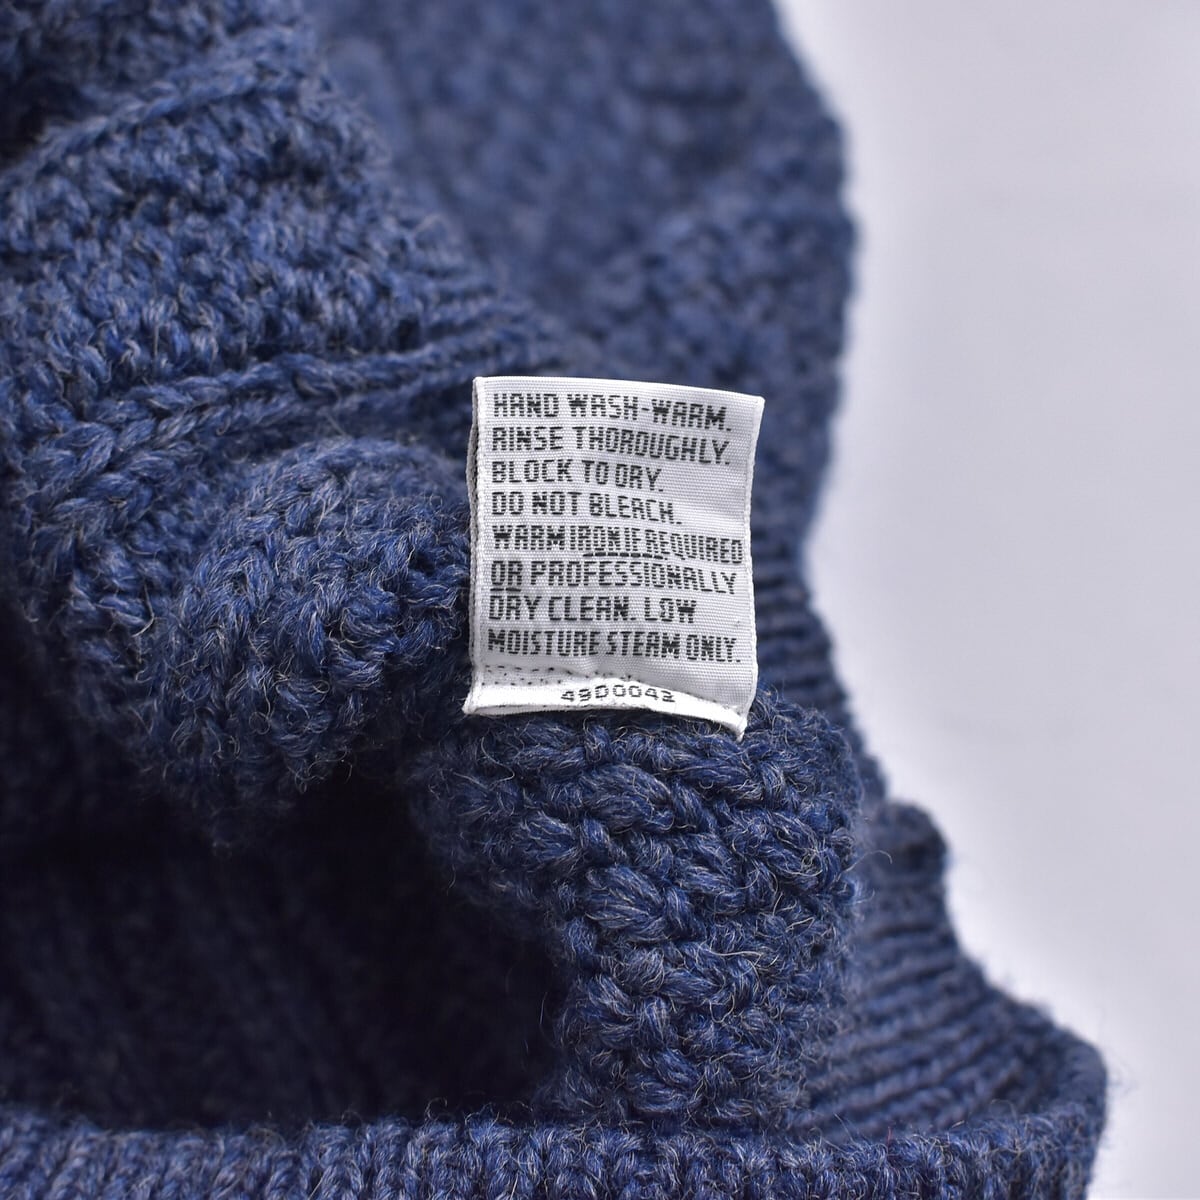 HAND WASH-WARM.
RINSE THOROUGHLY.
BLOCK TO DRY.
DO NOT BLEACH.
WARM IRON IF REQUIRED
OR PROFESSIONALLY
DRY CLEAN. LOW
MOISTURE STEAM ONLY.
49D0042